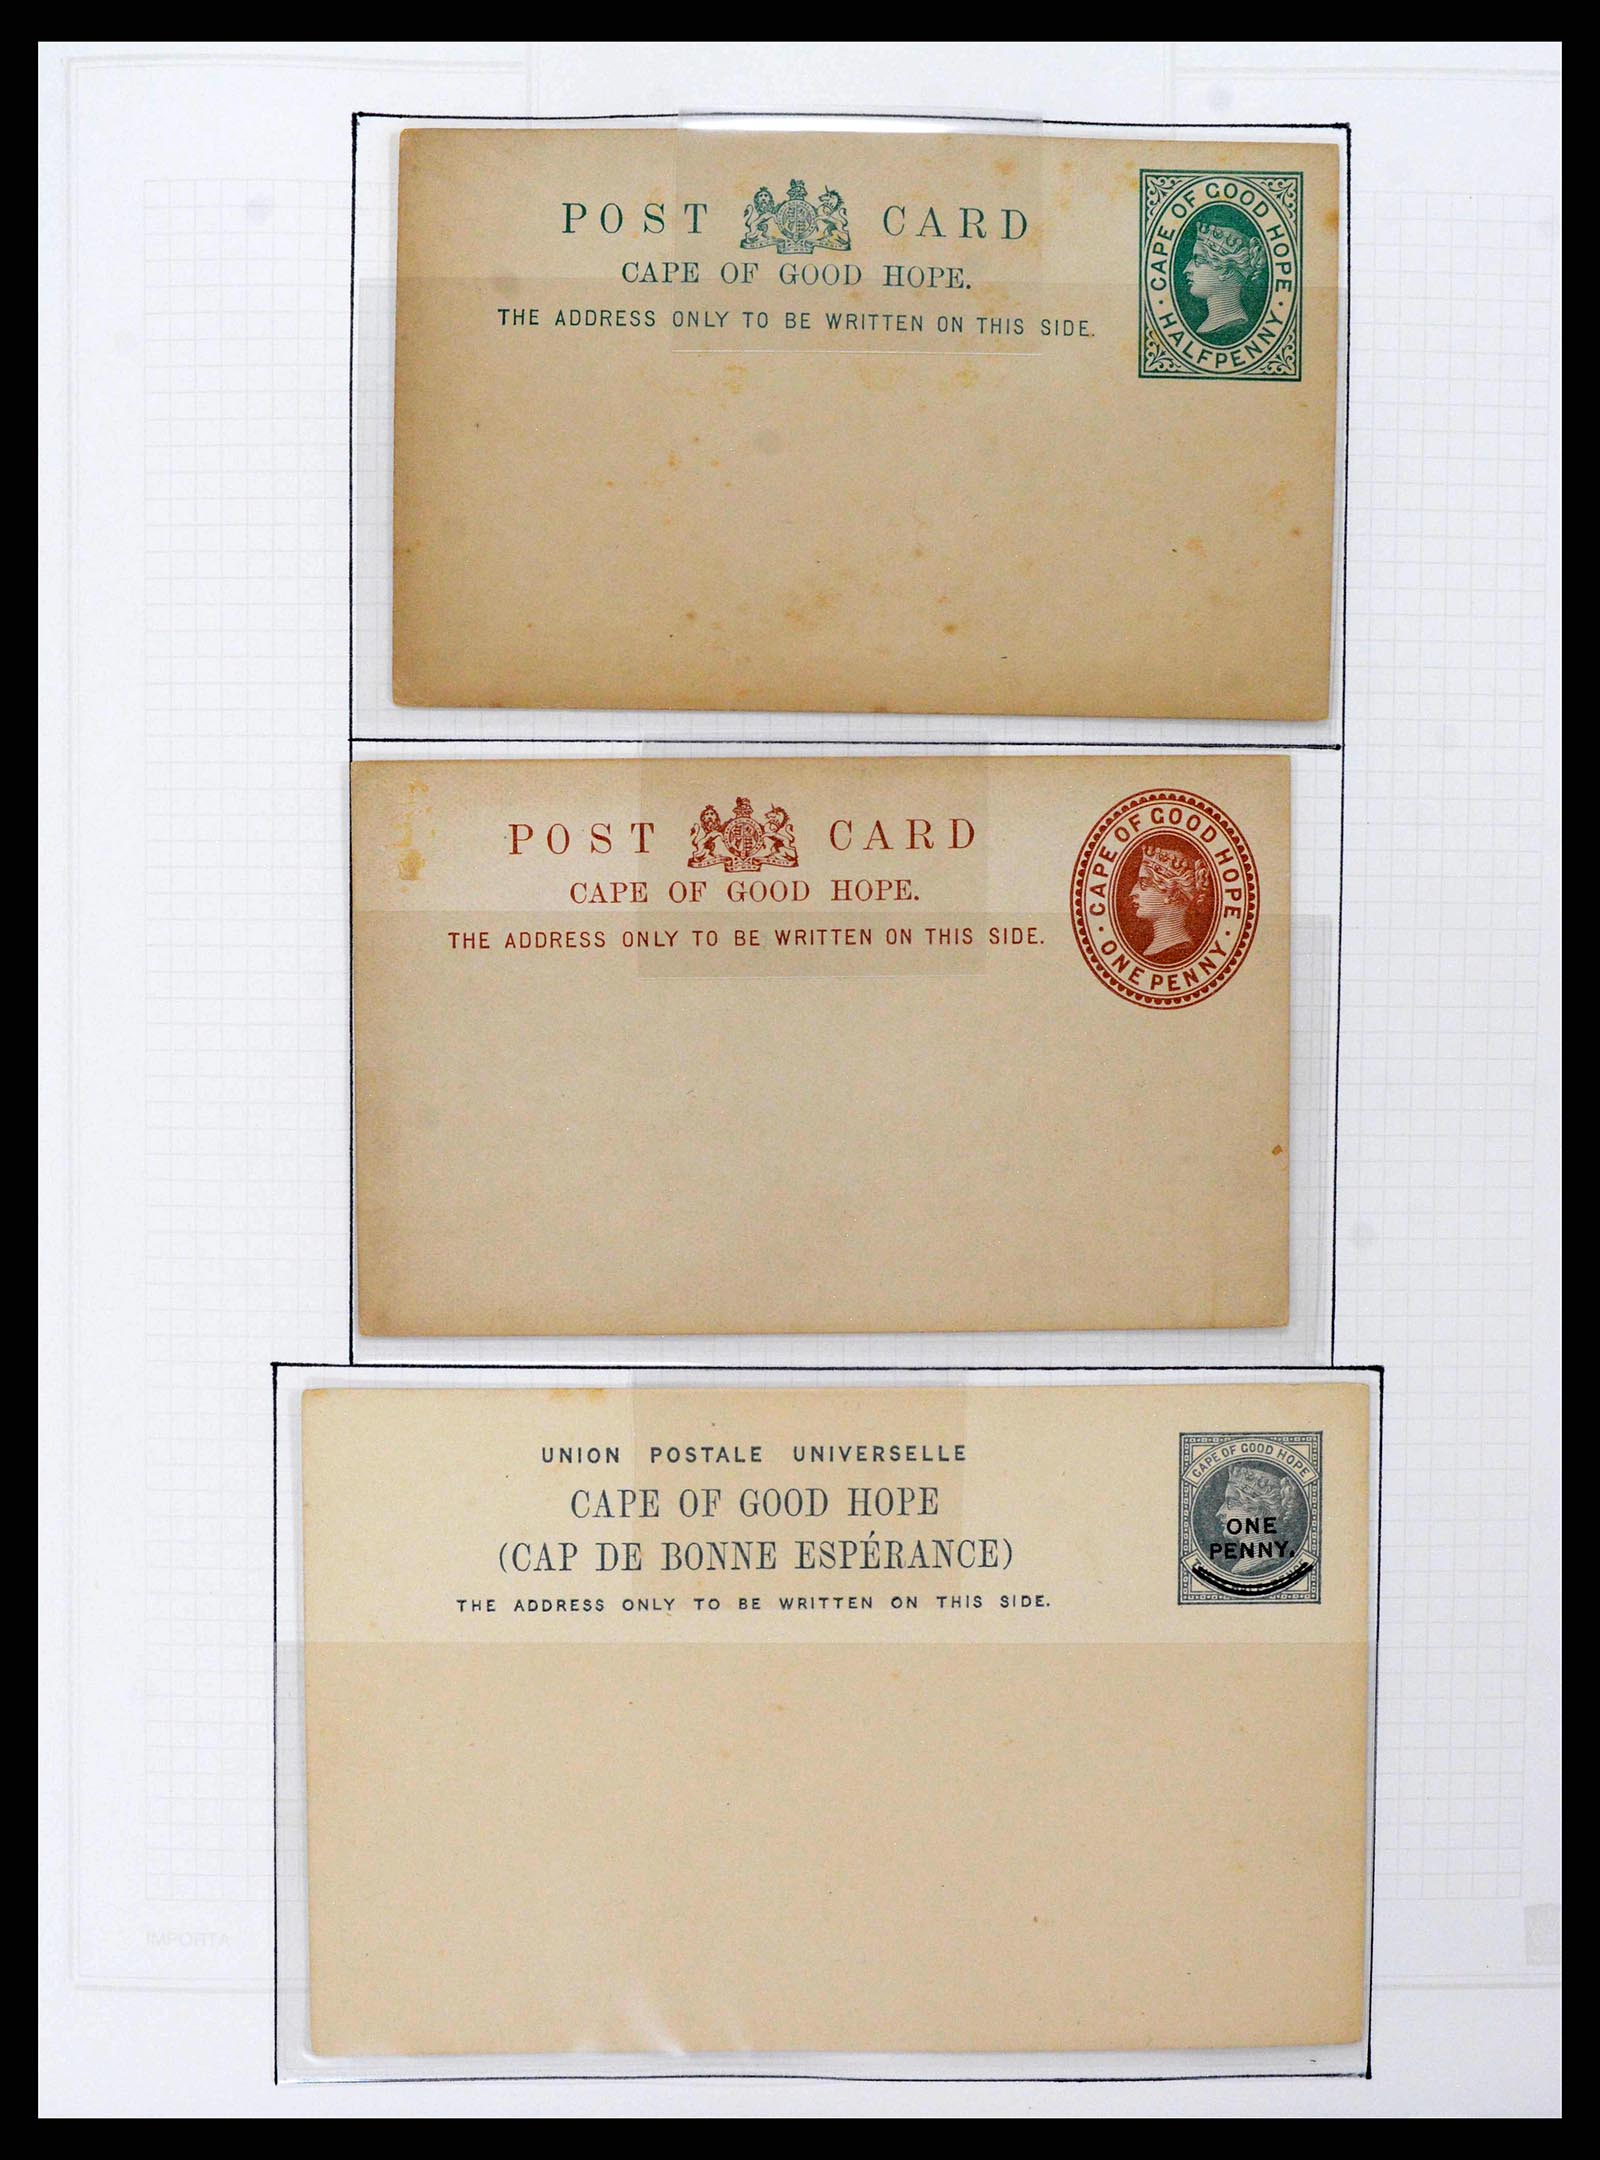 POST CARD
CAPE OF GOOD HOPE.
THE ADDRESS ONLY TO BE WRITTEN ON THIS SIDE.
CAPE OF GOOD HOPE
HALFPENNY
POST CARD
CAPE OF GOOD HOPE.
THE ADDRESS ONLY TO BE WRITTEN ON THIS SIDE.
CAPE OF GOOD HOPE
ONE PENNY
UNION POSTALE UNIVERSELLE
CAPE OF GOOD HOPE
(CAP DE BONNE ESPÉRANCE)
THE ADDRESS ONLY TO BE WRITTEN ON THIS SIDE.
CAPE OF GOOD HOPE
ONE
PENNY.
IMPORTA